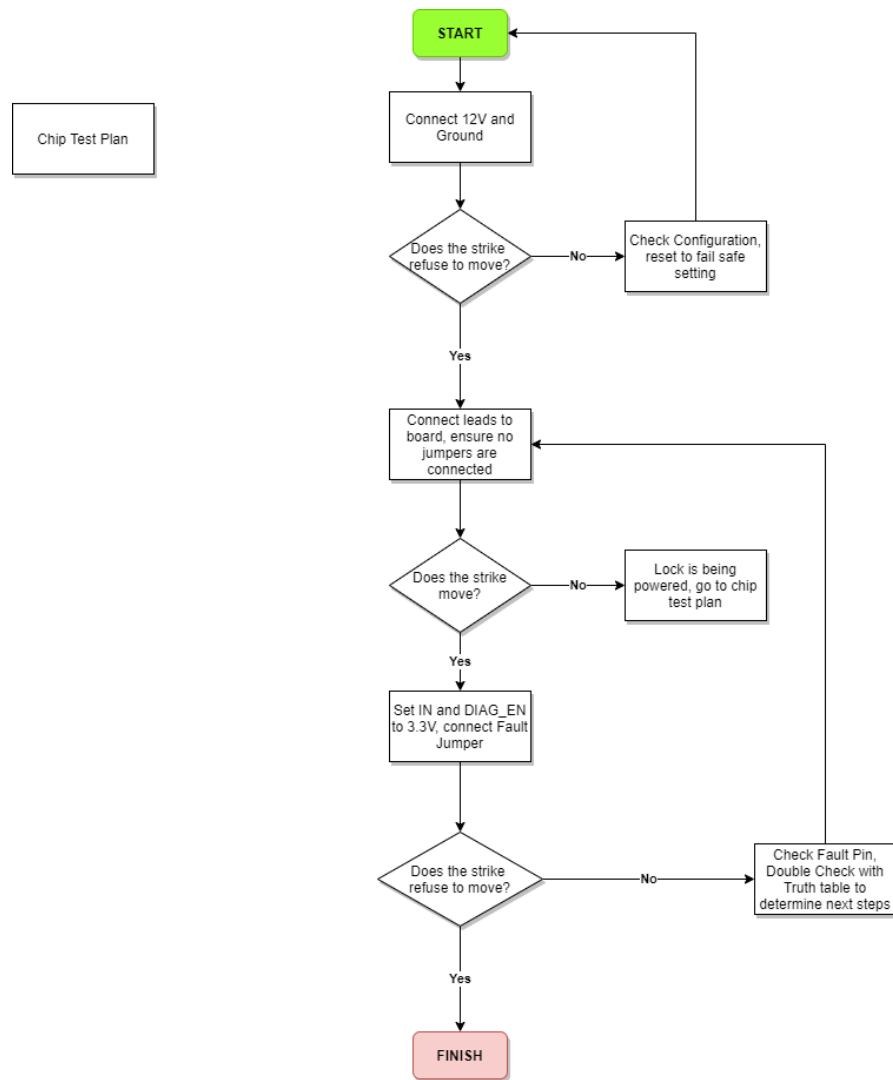 START
Connect 12V and
Ground
Chip Test Plan
Does the strike
refuse to move?
No
Check Configuration,
reset to fail safe
setting
Yes
Connect leads to
board, ensure no
jumpers are
connected
Does the strike
move?
No
Lock is being
powered, go to chip
test plan
Yes
Set IN and DIAG_EN
to 3.3V, connect Fault
Jumper
Does the strike
refuse to move?
No
Check Fault Pin,
Double Check with
Truth table to
determine next steps
Yes
FINISH